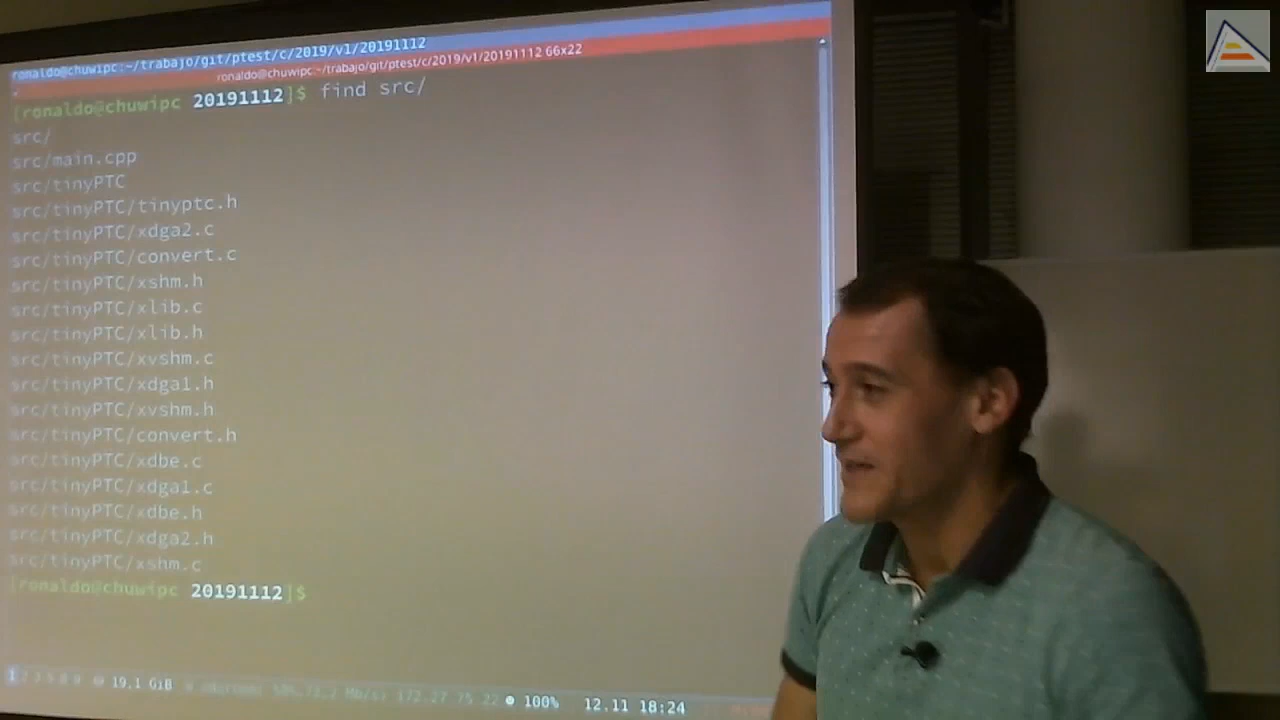 ronaldo@chuwipc:~/trabajo/git/ptest/c/2019/v1/20191112
ronaldo@chuwipc:~/trabajo/git/ptest/c/2019/v1/20191112 66x22
[ronaldo@chuwipc 20191112]$ find src/
src/
src/main.cpp
src/tinyPTC
src/tinyPTC/tinyptc.h
src/tinyPTC/xdga2.c
src/tinyPTC/convert.c
src/tinyPTC/xshm.h
src/tinyPTC/xlib.c
src/tinyPTC/xlib.h
src/tinyPTC/xvshm.c
src/tinyPTC/xdga1.h
src/tinyPTC/xvshm.h
src/tinyPTC/convert.h
src/tinyPTC/xdbe.c
src/tinyPTC/xdga1.c
src/tinyPTC/xdbe.h
src/tinyPTC/xdga2.h
src/tinyPTC/xshm.c
[ronaldo@chuwipc 20191112]$
1 19,1 GiB 100% 12.11 18:24